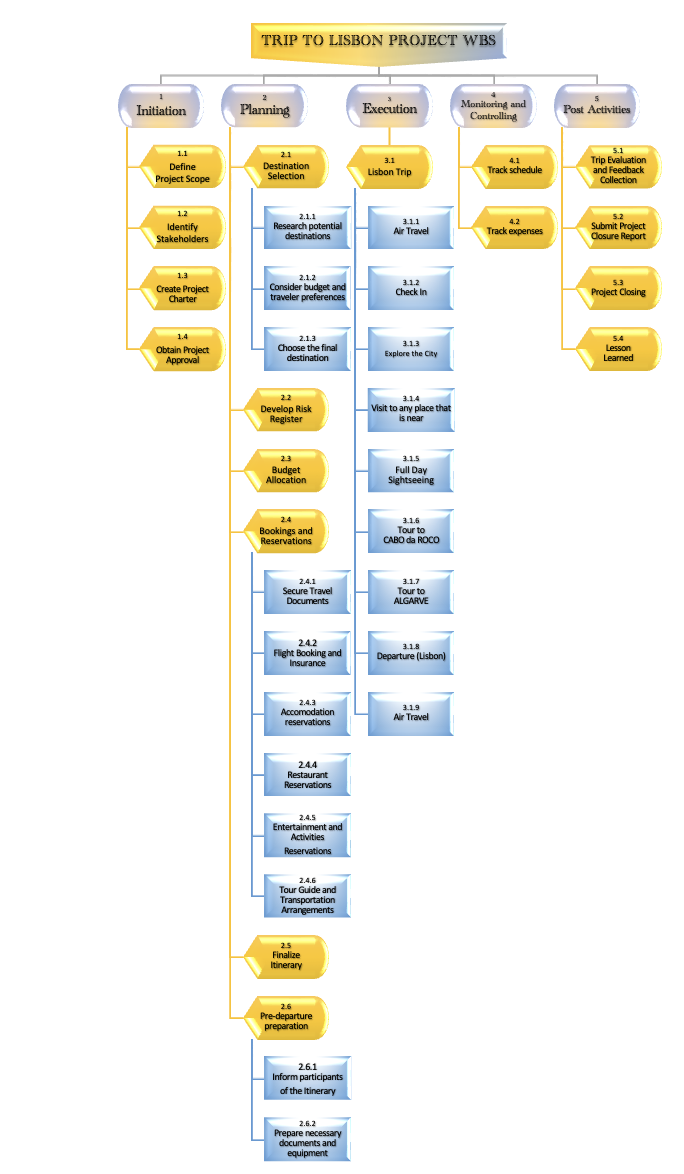 TRIP TO LISBON PROJECT WBS
1
Initiation
1.1
Define
Project Scope
1.2
Identify
Stakeholders
1.3
Create Project
Charter
1.4
Obtain Project
Approval
2
Planning
2.1
Destination
Selection
2.1.1
Research potential
destinations
2.1.2
Consider budget and
traveler preferences
2.1.3
Choose the final
destination
2.2
Develop Risk
Register
2.3
Budget
Allocation
2.4
Bookings and
Reservations
2.4.1
Secure Travel
Documents
2.4.2
Flight Booking and
Insurance
2.4.3
Accomodation
reservations
2.4.4
Restaurant
Reservations
2.4.5
Entertainment and
Activities
Reservations
2.4.6
Tour Guide and
Transportation
Arrangements
2.5
Finalize
Itinerary
2.6
Pre-departure
preparation
2.6.1
Inform participants
of the Itinerary
2.6.2
Prepare necessary
documents and
equipment
3
Execution
3.1
Lisbon Trip
3.1.1
Air Travel
3.1.2
Check In
3.1.3
Explore the City
3.1.4
Visit to any place that
is near
3.1.5
Full Day
Sightseeing
3.1.6
Tour to
CABO da ROCO
3.1.7
Tour to
ALGARVE
3.1.8
Departure (Lisbon)
3.1.9
Air Travel
4
Monitoring and
Controlling
4.1
Track schedule
4.2
Track expenses
5
Post Activities
5.1
Trip Evaluation
and Feedback
Collection
5.2
Submit Project
Closure Report
5.3
Project Closing
5.4
Lesson
Learned